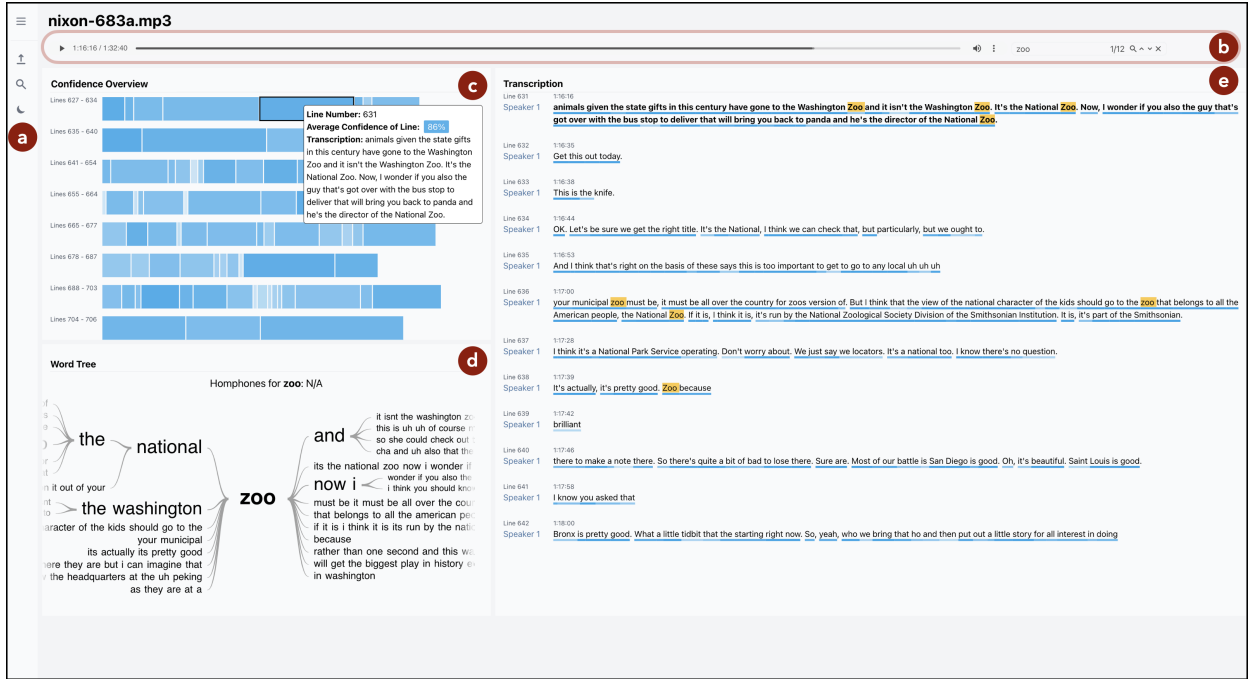 nixon-683a.mp3
1:16:16 / 1:32:40
zoo
1/12
b
a
Confidence Overview
c
Lines 627 - 634
Lines 635 - 640
Lines 641 - 654
Lines 655 - 664
Lines 665 - 677
Lines 678 - 687
Lines 688 - 703
Lines 704 - 706
Line Number: 631
Average Confidence of Line: 86%
Transcription: animals given the state gifts
in this century have gone to the Washington
Zoo and it isn't the Washington Zoo. It's the
National Zoo. Now, I wonder if you also the
guy that's got over with the bus stop to
deliver that will bring you back to panda and
he's the director of the National Zoo.
Word Tree
d
Homphones for zoo: N/A
the
national
n it out of your
the washington
aracter of the kids should go to the
your municipal
its actually its pretty good
ere they are but i can imagine that
the headquarters at the uh peking
as they are at a
zoo
and
it isnt the washington
this is uh uh of course
so she could check out
cha and uh also that the
its the national zoo now i wonder if
now i
wonder if you also the
i think you should
must be it must be all over the
that belongs to all the american
if it is i think it is its run by the
because
rather than one second and this
will get the biggest play in history
in washington
Transcription
e
Line 631 1:16:16
Speaker 1 animals given the state gifts in this century have gone to the Washington Zoo and it isn't the Washington Zoo. It's the National Zoo. Now, I wonder if you also the guy that's
got over with the bus stop to deliver that will bring you back to panda and he's the director of the National Zoo.
Line 632 1:16:35
Speaker 1 Get this out today.
Line 633 1:16:38
Speaker 1 This is the knife.
Line 634 1:16:44
Speaker 1 OK. Let's be sure we get the right title. It's the National, I think we can check that, but particularly, but we ought to.
Line 635 1:16:53
Speaker 1 And I think that's right on the basis of these says this is too important to get to go to any local uh uh uh
Line 636 1:17:00
Speaker 1 your municipal zoo must be, it must be all over the country for zoos version of. But I think that the view of the national character of the kids should go to the zoo that belongs to all the
American people, the National Zoo. If it is, I think it is, it's run by the National Zoological Society Division of the Smithsonian Institution. It is, it's part of the Smithsonian.
Line 637 1:17:28
Speaker 1 I think it's a National Park Service operating. Don't worry about. We just say we locators. It's a national too. I know there's no question.
Line 638 1:17:39
Speaker 1 It's actually, it's pretty good. Zoo because
Line 639 1:17:42
Speaker 1 brilliant
Line 640 1:17:46
Speaker 1 there to make a note there. So there's quite a bit of bad to lose there. Sure are. Most of our battle is San Diego is good. Oh, it's beautiful. Saint Louis is good.
Line 641 1:17:58
Speaker 1 I know you asked that
Line 642 1:18:00
Speaker 1 Bronx is pretty good. What a little tidbit that the starting right now. So, yeah, who we bring that ho and then put out a little story for all interest in doing